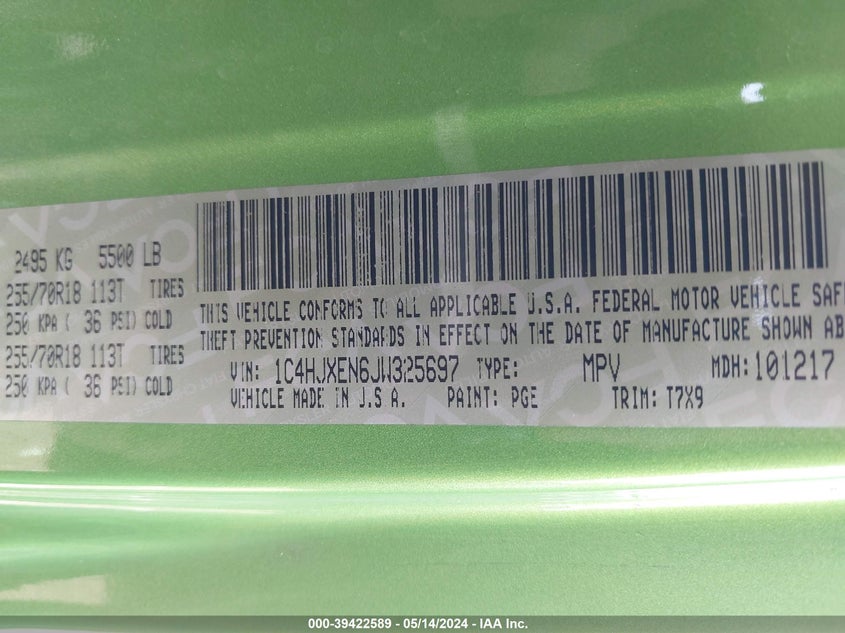 2495 KG 5500 LB
255/70R18 113T TIRES
250 KPA ( 36 PSI) COLD
255/70R18 113T TIRES
250 KPA ( 36 PSI) COLD
THIS VEHICLE CONFORMS TO ALL APPLICABLE U.S.A. FEDERAL MOTOR VEHICLE SAF
THEFT PREVENTION STANDARDS IN EFFECT ON THE DATE OF MANUFACTURE SHOWN AB
VIN: 1C4HJXEN6JW325697 TYPE: MPV MDH: 101217
VEHICLE MADE IN U.S.A. PAINT: PGE TRIM: T7X9
000-39422589 - 05/14/2024 - IAA Inc.